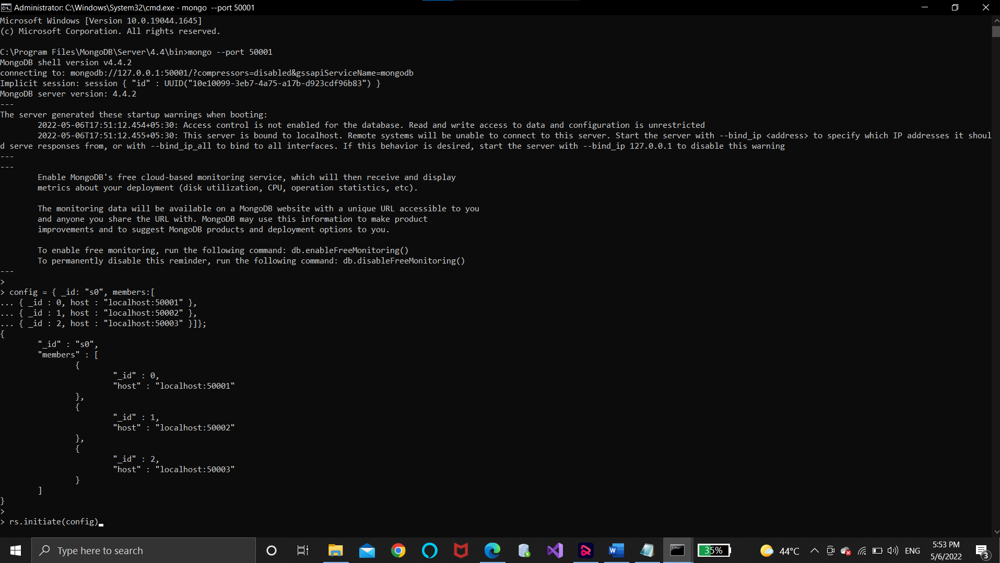 Administrator: C:\Windows\System32\cmd.exe - mongo  --port 50001
Microsoft Windows [Version 10.0.19044.1645]
(c) Microsoft Corporation. All rights reserved.
C:\Program Files\MongoDB\Server\4.4\bin>mongo --port 50001
MongoDB shell version v4.4.2
connecting to: mongodb://127.0.0.1:50001/?compressors=disabled&gssapiServiceName=mongodb
Implicit session: session { "id" : UUID("10e10099-3eb7-4a75-a17b-d923cdf96b83") }
MongoDB server version: 4.4.2
---
The server generated these startup warnings when booting:
        2022-05-06T17:51:12.454+05:30: Access control is not enabled for the database. Read and write access to data and configuration is unrestricted
        2022-05-06T17:51:12.455+05:30: This server is bound to localhost. Remote systems will be unable to connect to this server. Start the server with --bind_ip <address> to specify which IP addresses it shoul
d serve responses from, or with --bind_ip_all to bind to all interfaces. If this behavior is desired, start the server with --bind_ip 127.0.0.1 to disable this warning
---
---
        Enable MongoDB's free cloud-based monitoring service, which will then receive and display
        metrics about your deployment (disk utilization, CPU, operation statistics, etc).
        The monitoring data will be available on a MongoDB website with a unique URL accessible to you
        and anyone you share the URL with. MongoDB may use this information to make product
        improvements and to suggest MongoDB products and deployment options to you.
        To enable free monitoring, run the following command: db.enableFreeMonitoring()
        To permanently disable this reminder, run the following command: db.disableFreeMonitoring()
---
>
> config = { _id: "s0", members:[
... { _id : 0, host : "localhost:50001" },
... { _id : 1, host : "localhost:50002" },
... { _id : 2, host : "localhost:50003" }]};
{
        "_id" : "s0",
        "members" : [
                {
                        "_id" : 0,
                        "host" : "localhost:50001"
                },
                {
                        "_id" : 1,
                        "host" : "localhost:50002"
                },
                {
                        "_id" : 2,
                        "host" : "localhost:50003"
                }
        ]
}
>
> rs.initiate(config)
Type here to search
35%
44°C
ENG
5:53 PM
5/6/2022
3